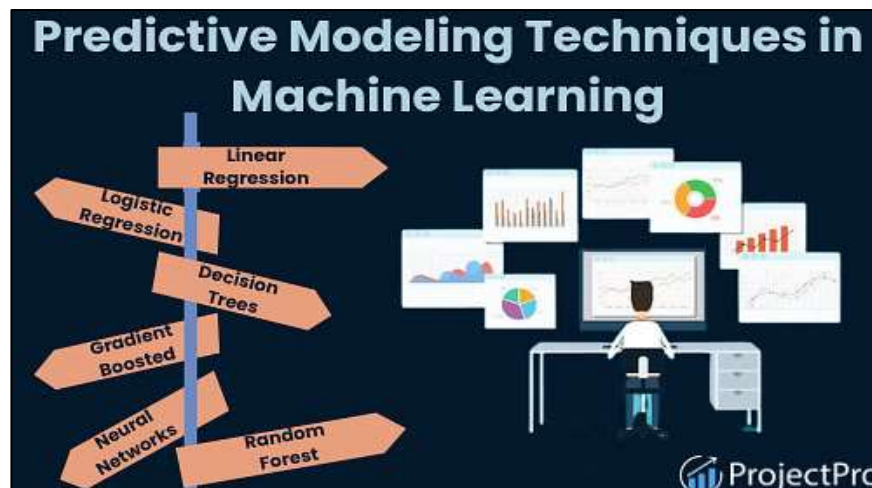 Predictive Modeling Techniques in
Machine Learning
Linear
Regression
Logistic
Regression
Decision
Trees
Gradient
Boosted
Neural
Networks
Random
Forest
ProjectPro